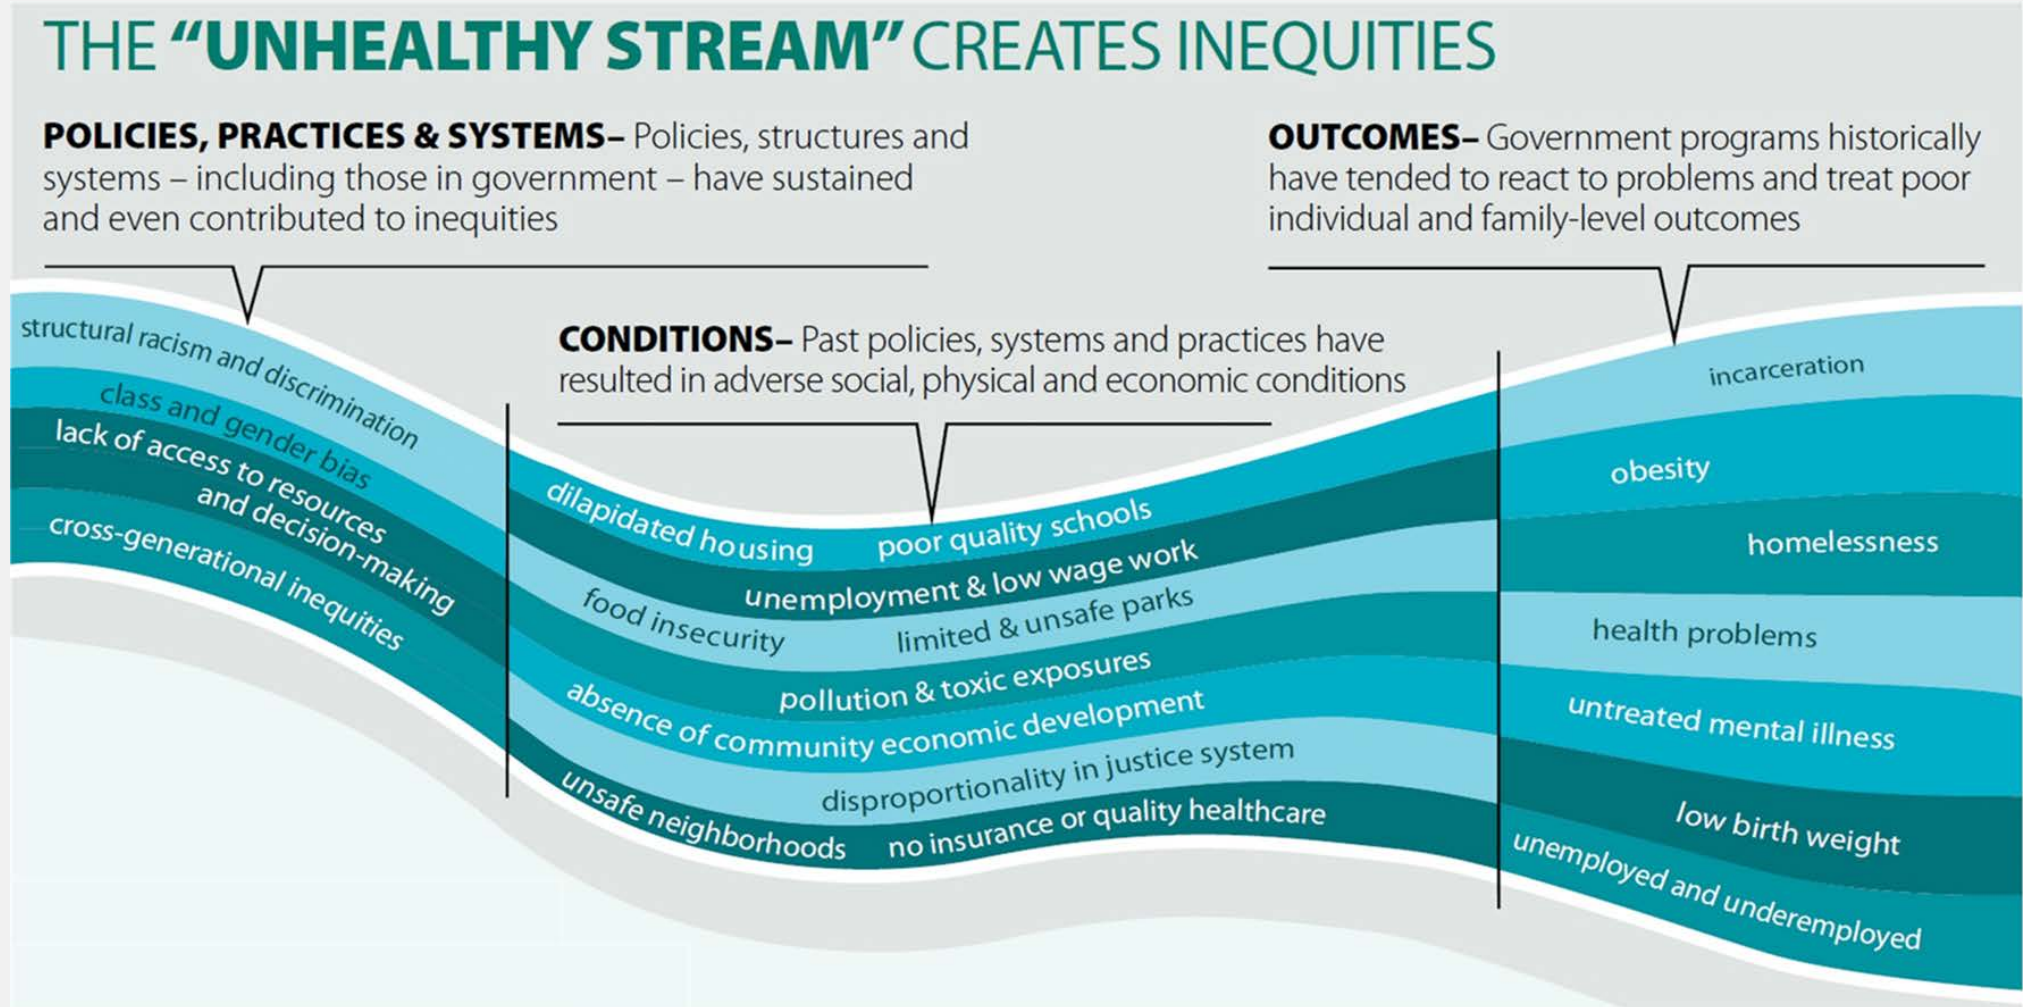 THE “UNHEALTHY STREAM” CREATES INEQUITIES
POLICIES, PRACTICES & SYSTEMS– Policies, structures and
systems – including those in government – have sustained
and even contributed to inequities
OUTCOMES– Government programs historically
have tended to react to problems and treat poor
individual and family-level outcomes
CONDITIONS– Past policies, systems and practices have
resulted in adverse social, physical and economic conditions
structural racism and discrimination
class and gender bias
lack of access to resources
and decision-making
cross-generational inequities
dilapidated housing
poor quality schools
unemployment & low wage work
food insecurity
limited & unsafe parks
pollution & toxic exposures
absence of community economic development
disproportionality in justice system
unsafe neighborhoods
no insurance or quality healthcare
incarceration
obesity
homelessness
health problems
untreated mental illness
low birth weight
unemployed and underemployed